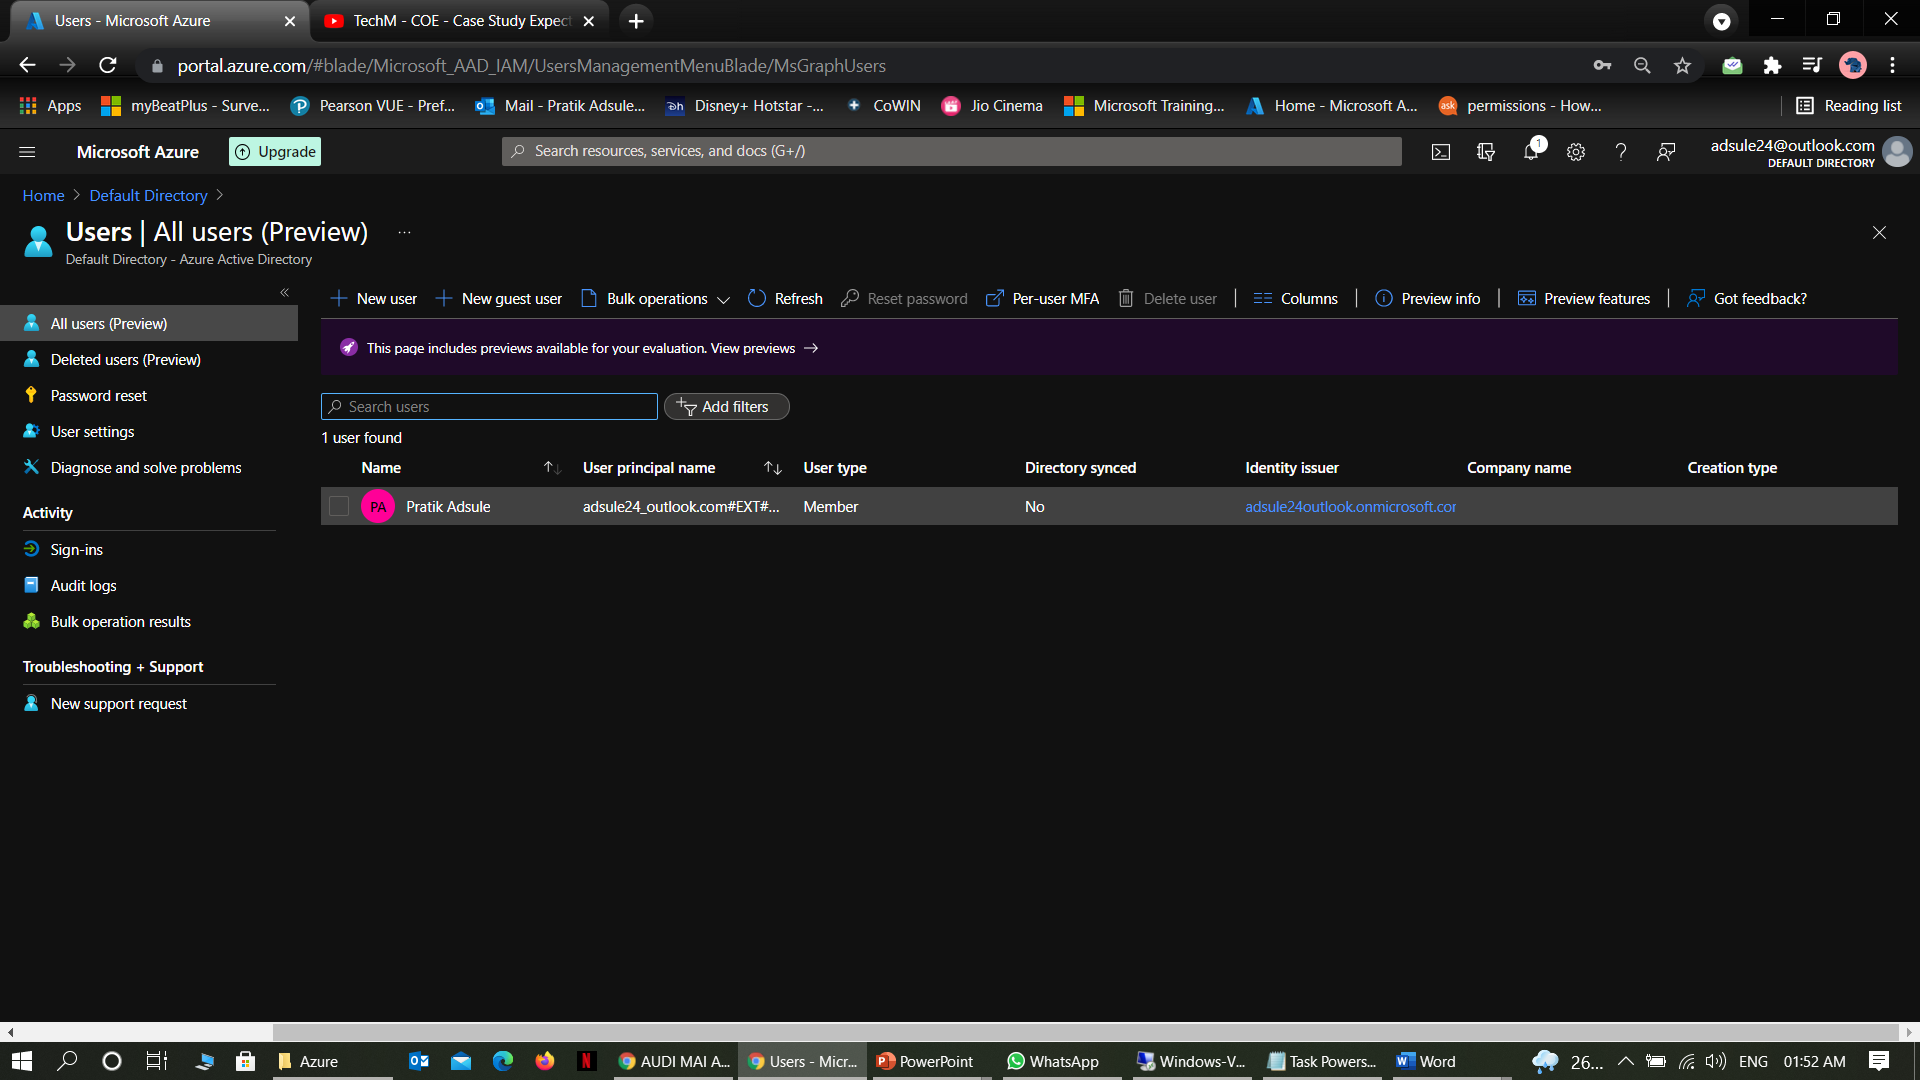 Users - Microsoft Azure
TechM - COE - Case Study Expect
portal.azure.com/#blade/Microsoft_AAD_IAM/UsersManagementMenuBlade/MsGraphUsers
Apps
myBeatPlus - Surve...
Pearson VUE - Pref...
Mail - Pratik Adsule...
Disney+ Hotstar -...
CoWIN
Jio Cinema
Microsoft Training...
Home - Microsoft A...
ask
permissions - How...
Reading list
Microsoft Azure
Upgrade
Search resources, services, and docs (G+/)
1
adsule24@outlook.com
DEFAULT DIRECTORY
Home > Default Directory >
Users | All users (Preview) ...
Default Directory - Azure Active Directory
All users (Preview)
Deleted users (Preview)
Password reset
User settings
Diagnose and solve problems
Activity
Sign-ins
Audit logs
Bulk operation results
Troubleshooting + Support
New support request
New user
New guest user
Bulk operations
Refresh
Reset password
Per-user MFA
Delete user
Columns
Preview info
Preview features
Got feedback?
This page includes previews available for your evaluation. View previews →
Search users
Add filters
1 user found
Name
User principal name
User type
Directory synced
Identity issuer
Company name
Creation type
PA
Pratik Adsule
adsule24_outlook.com#EXT#...
Member
No
adsule24outlook.onmicrosoft.cor
Azure
AUDI MAI A...
Users - Micr...
PowerPoint
WhatsApp
Windows-V...
Task Powers...
Word
26...
ENG
01:52 AM